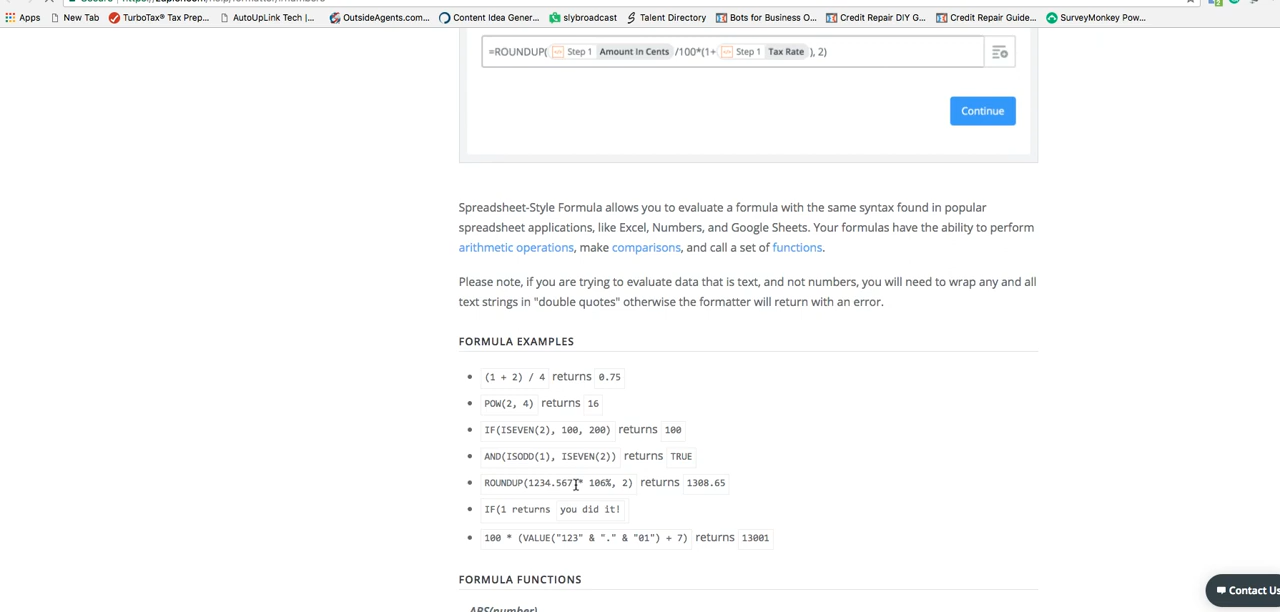 Apps New Tab TurboTax® Tax Prep... AutoUpLink Tech |... OutsideAgents.com... Content Idea Gener... slybroadcast Talent Directory Bots for Business O... Credit Repair DIY G... Credit Repair Guide... SurveyMonkey Pow...
=ROUNDUP( Step 1 Amount In Cents /100*(1+ Step 1 Tax Rate ), 2)
Continue
Spreadsheet-Style Formula allows you to evaluate a formula with the same syntax found in popular
spreadsheet applications, like Excel, Numbers, and Google Sheets. Your formulas have the ability to perform
arithmetic operations, make comparisons, and call a set of functions.
Please note, if you are trying to evaluate data that is text, and not numbers, you will need to wrap any and all
text strings in "double quotes" otherwise the formatter will return with an error.
FORMULA EXAMPLES
(1 + 2) / 4 returns 0.75
POW(2, 4) returns 16
IF(ISEVEN(2), 100, 200) returns 100
AND(ISODD(1), ISEVEN(2)) returns TRUE
ROUNDUP(1234.567 * 106%, 2) returns 1308.65
IF(1 returns you did it!
100 * (VALUE("123" & "." & "01") + 7) returns 13001
FORMULA FUNCTIONS
ABS(number)
Contact Us